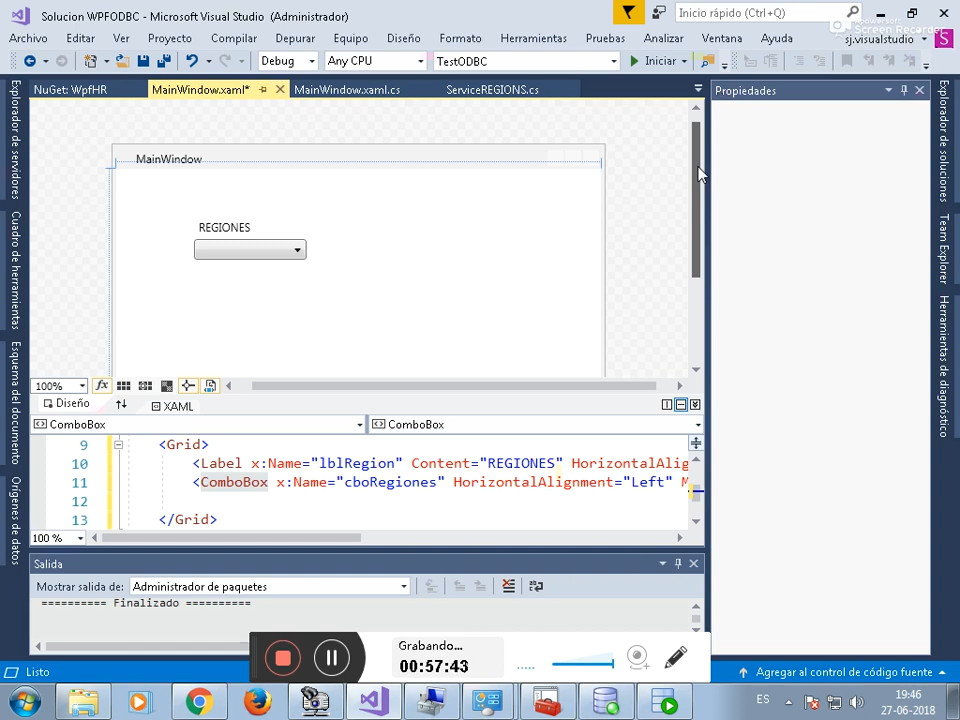 Solucion WPFODBC - Microsoft Visual Studio (Administrador)
Inicio rápido (Ctrl+Q)
Screen Recorder
Archivo Editar Ver Proyecto Compilar Depurar Equipo Diseño Formato Herramientas Pruebas Analizar Ventana Ayuda
sj.visualstudio
S
Debug Any CPU TestODBC Iniciar
NuGet: WpfHR MainWindow.xaml* MainWindow.xaml.cs ServiceREGIONS.cs
Propiedades
Explorador de servidores
Cuadro de herramientas
Esquema del documento
Orígenes de datos
Explorador de soluciones
Team Explorer
Herramientas de diagnóstico
MainWindow
REGIONES
100% fx
Diseño XAML
ComboBox ComboBox
9 <Grid>
10 <Label x:Name="lblRegion" Content="REGIONES" HorizontalAlig
11 <ComboBox x:Name="cboRegiones" HorizontalAlignment="Left" M
12
13 </Grid>
100 %
Salida
Mostrar salida de: Administrador de paquetes
========== Finalizado ==========
Grabando...
00:57:43
Listo
Agregar al control de código fuente
ES
19:46
27-06-2018